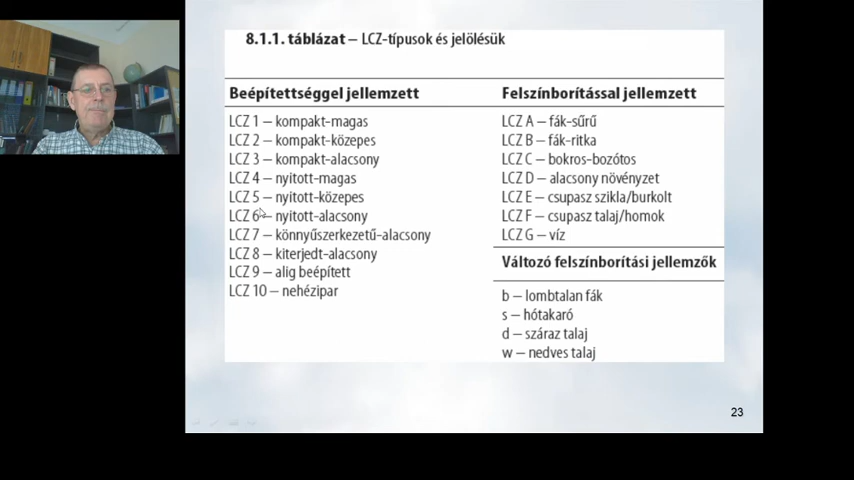 8.1.1. táblázat – LCZ-típusok és jelölésük
Beépítettséggel jellemzett
LCZ 1 – kompakt-magas
LCZ 2 – kompakt-közepes
LCZ 3 – kompakt-alacsony
LCZ 4 – nyitott-magas
LCZ 5 – nyitott-közepes
LCZ 6 – nyitott-alacsony
LCZ 7 – könnyűszerkezetű-alacsony
LCZ 8 – kiterjedt-alacsony
LCZ 9 – alig beépített
LCZ 10 – nehézipar
Felszínborítással jellemzett
LCZ A – fák-sűrű
LCZ B – fák-ritka
LCZ C – bokros-bozótos
LCZ D – alacsony növényzet
LCZ E – csupasz szikla/burkolt
LCZ F – csupasz talaj/homok
LCZ G – víz
Változó felszínborítási jellemzők
b – lombtalan fák
s – hótakaró
d – száraz talaj
w – nedves talaj
23